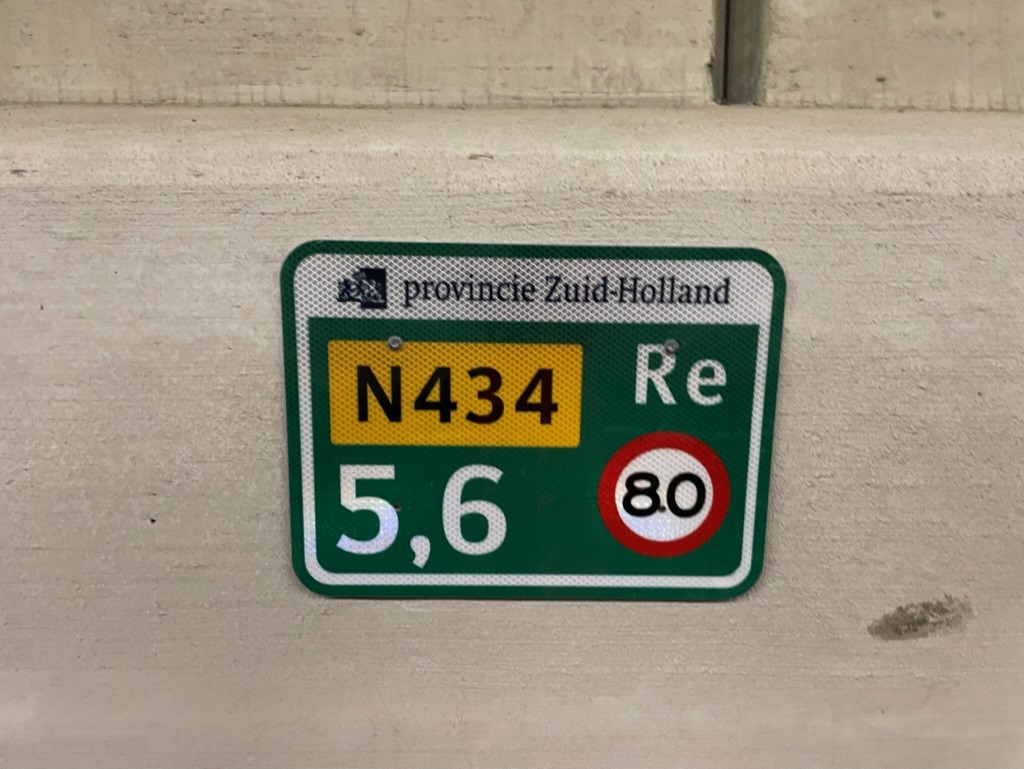 provincie Zuid-Holland
N434 Re
5,6 80